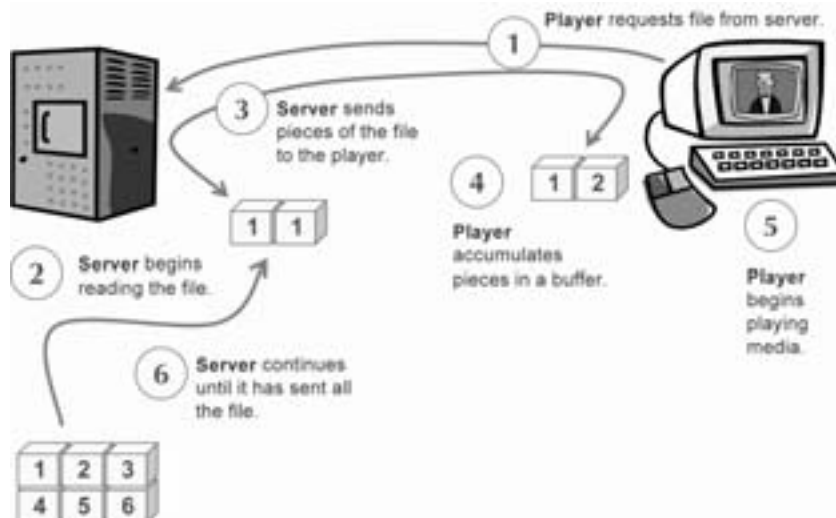 Player requests file from server.
1
3
Server sends
pieces of the file
to the player.
4
1 2
Player
accumulates
pieces in a buffer.
5
Player
begins
playing
media.
1 1
2
Server begins
reading the file.
6
Server continues
until it has sent all
the file.
1 2 3
4 5 6